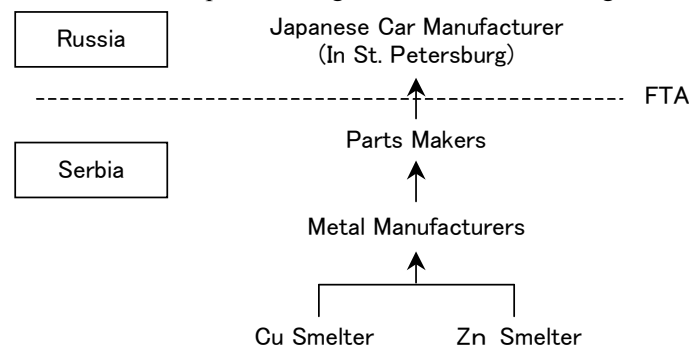 Russia
Japanese Car Manufacturer
(In St. Petersburg)
FTA
Parts Makers
Serbia
Metal Manufacturers
Cu Smelter
Zn Smelter